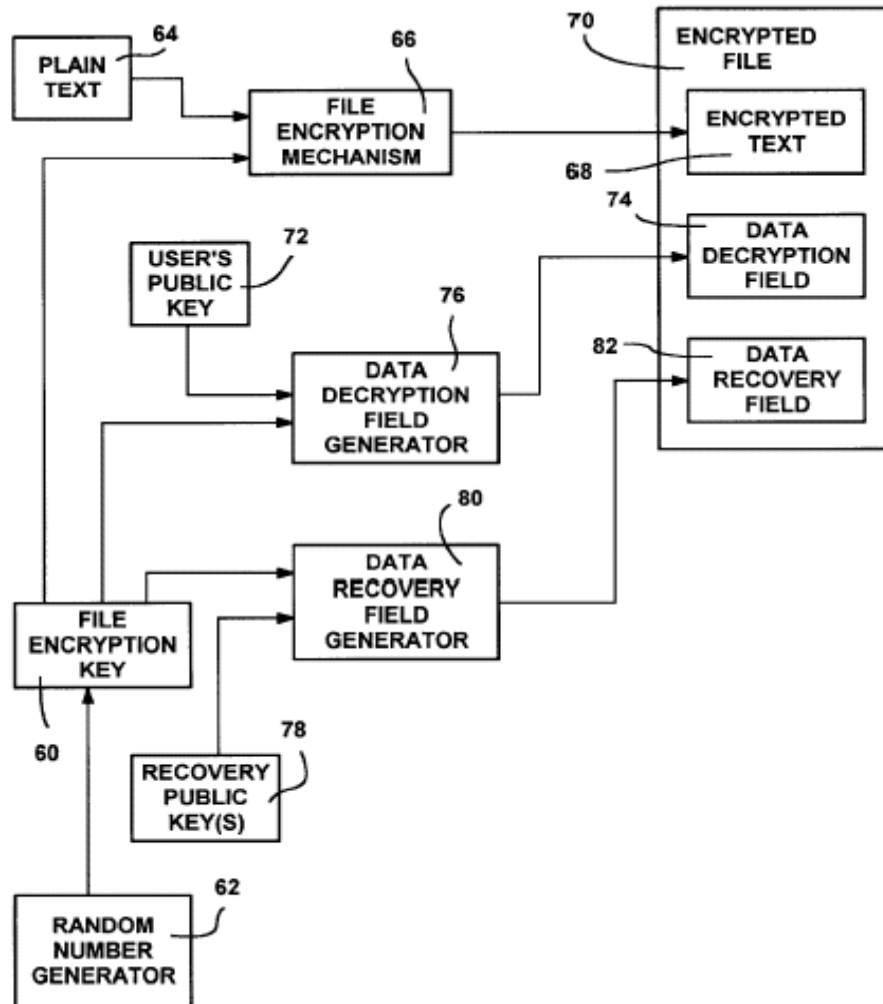 64
PLAIN
TEXT
66
FILE
ENCRYPTION
MECHANISM
70
ENCRYPTED
FILE
ENCRYPTED
TEXT
68
72
USER'S
PUBLIC
KEY
74
DATA
DECRYPTION
FIELD
76
DATA
DECRYPTION
FIELD
GENERATOR
82
DATA
RECOVERY
FIELD
80
DATA
RECOVERY
FIELD
GENERATOR
FILE
ENCRYPTION
KEY
60
78
RECOVERY
PUBLIC
KEY(S)
62
RANDOM
NUMBER
GENERATOR